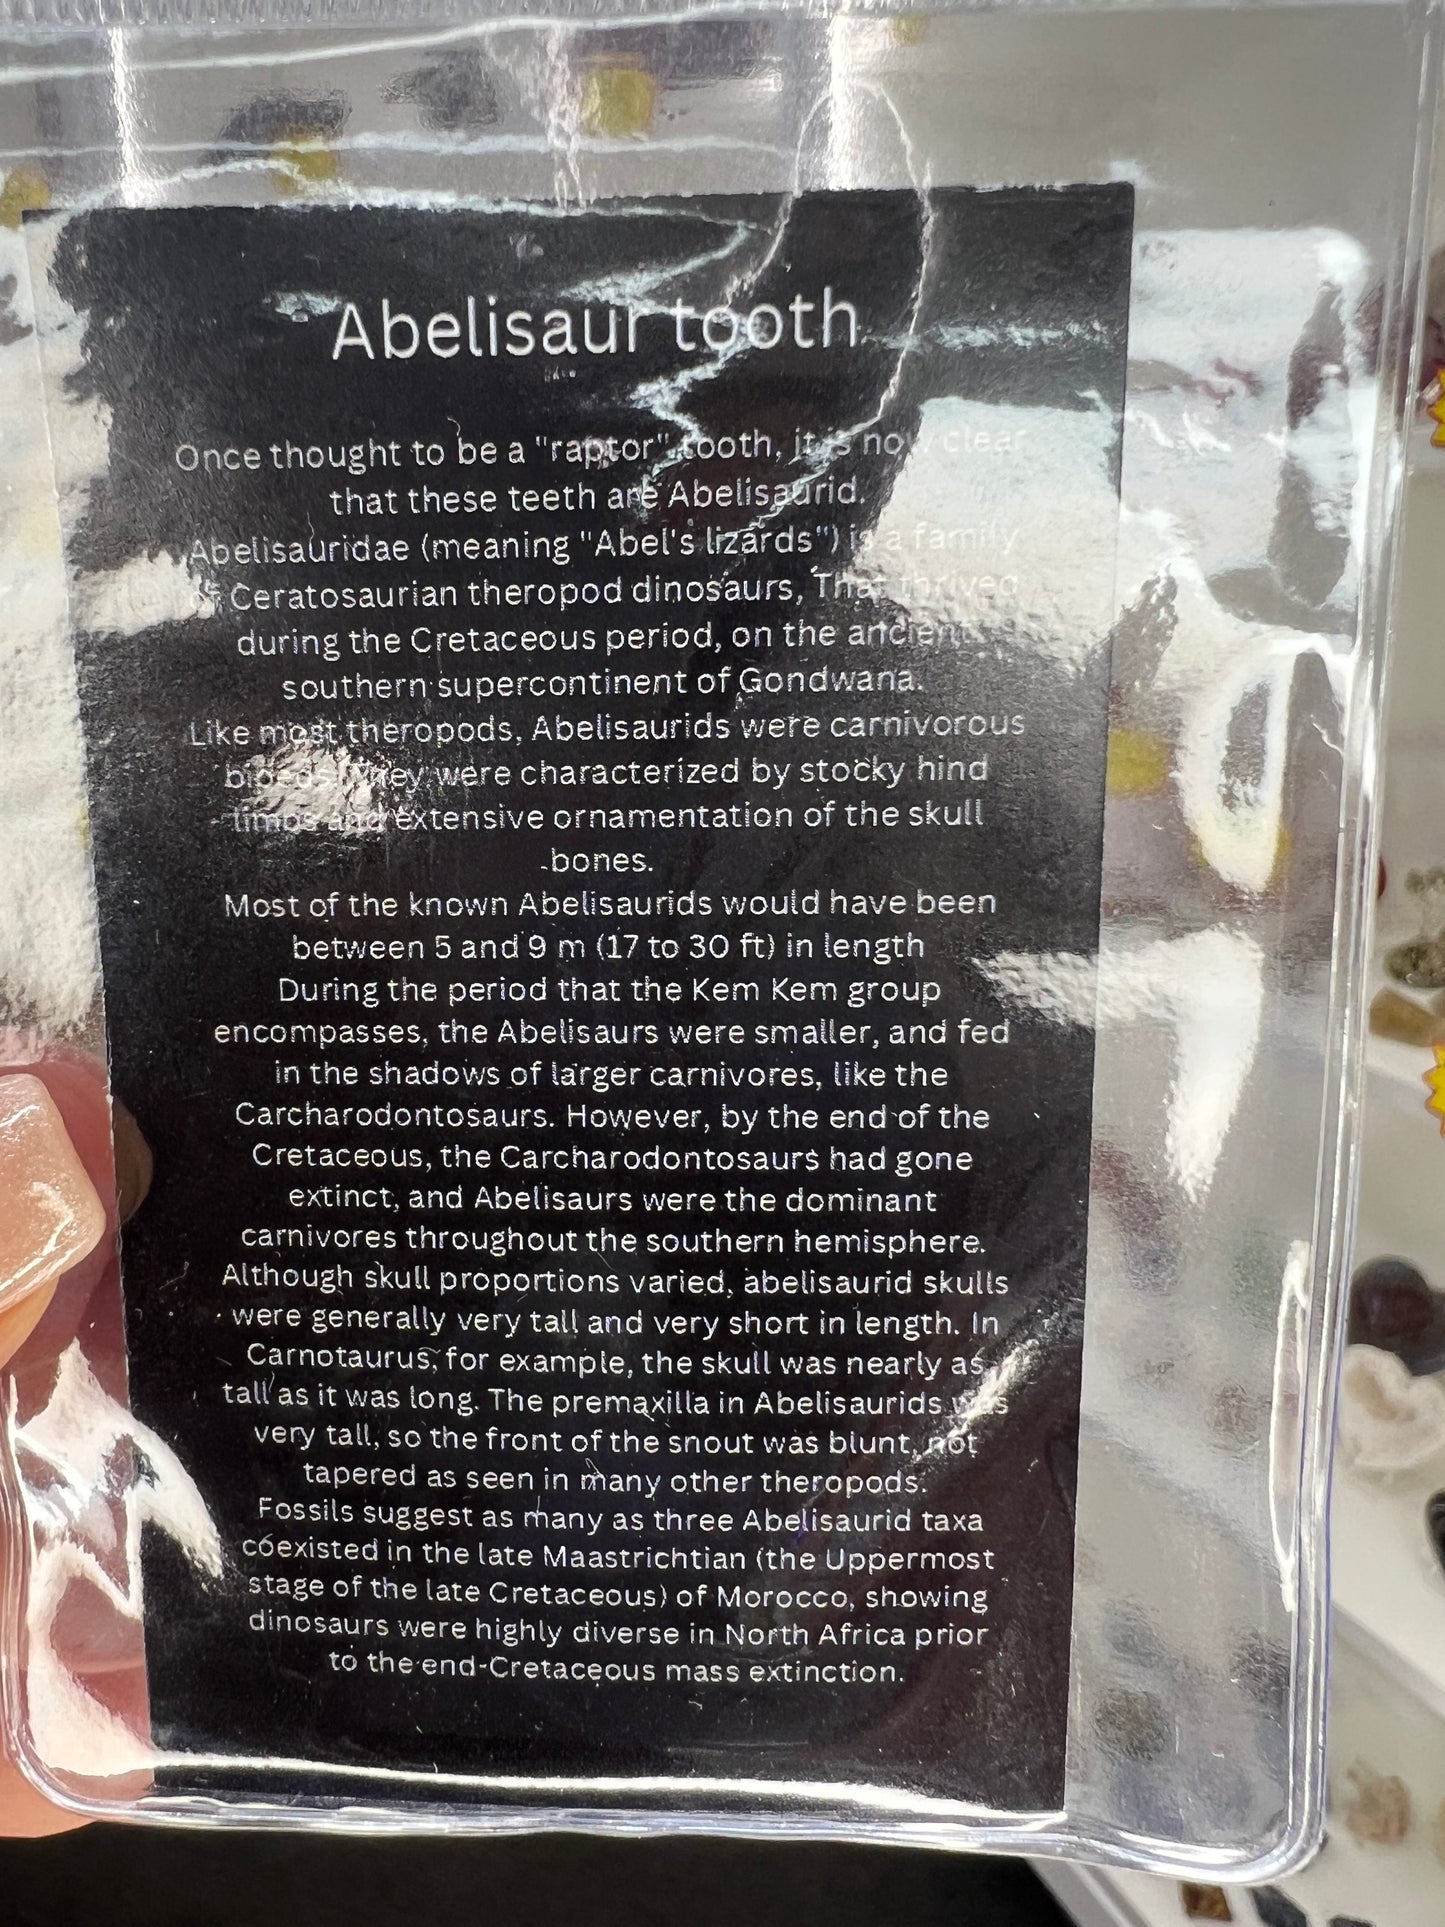 Abelisaur tooth
Once thought to be a "raptor" tooth, it is now clear
that these teeth are Abelisaurid.
Abelisauridae (meaning "Abel's lizards") is a family
of Ceratosaurian theropod dinosaurs, That thrived
during the Cretaceous period, on the ancient
southern supercontinent of Gondwana.
Like most theropods, Abelisaurids were carnivorous
bipeds. They were characterized by stocky hind
limbs and extensive ornamentation of the skull
bones.
Most of the known Abelisaurids would have been
between 5 and 9 m (17 to 30 ft) in length
During the period that the Kem Kem group
encompasses, the Abelisaurs were smaller, and fed
in the shadows of larger carnivores, like the
Carcharodontosaurs. However, by the end of the
Cretaceous, the Carcharodontosaurs had gone
extinct, and Abelisaurs were the dominant
carnivores throughout the southern hemisphere.
Although skull proportions varied, abelisaurid skulls
were generally very tall and very short in length. In
Carnotaurus, for example, the skull was nearly as
tall as it was long. The premaxilla in Abelisaurids was
very tall, so the front of the snout was blunt, not
tapered as seen in many other theropods.
Fossils suggest as many as three Abelisaurid taxa
coexisted in the late Maastrichtian (the Uppermost
stage of the late Cretaceous) of Morocco, showing
dinosaurs were highly diverse in North Africa prior
to the end-Cretaceous mass extinction.